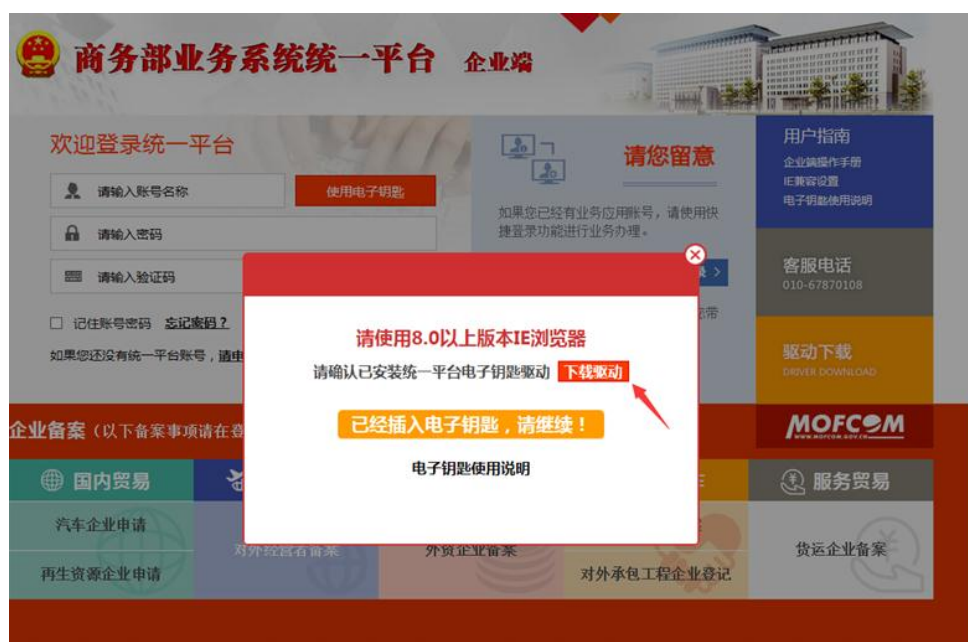 商务部业务系统统一平台 企业端
欢迎登录统一平台
请输入账号名称
使用电子钥匙
请输入密码
请输入验证码
记住账号密码 忘记密码？
如果您还没有统一平台账号，请申
请您留意
如果您已经有业务应用账号，请使用快
捷登录功能进行业务办理。
用户指南
企业端操作手册
IE兼容设置
电子钥匙使用说明
客服电话
010-67870108
驱动下载
DRIVER DOWNLOAD
请使用8.0以上版本IE浏览器
请确认已安装统一平台电子钥匙驱动 下载驱动
已经插入电子钥匙，请继续！
电子钥匙使用说明
企业备案（以下备案事项请在登
MOFCOM
WWW.MOFCOM.GOV.CN
国内贸易
服务贸易
汽车企业申请
再生资源企业申请
对外经营者备案
外资企业备案
对外承包工程企业登记
货运企业备案